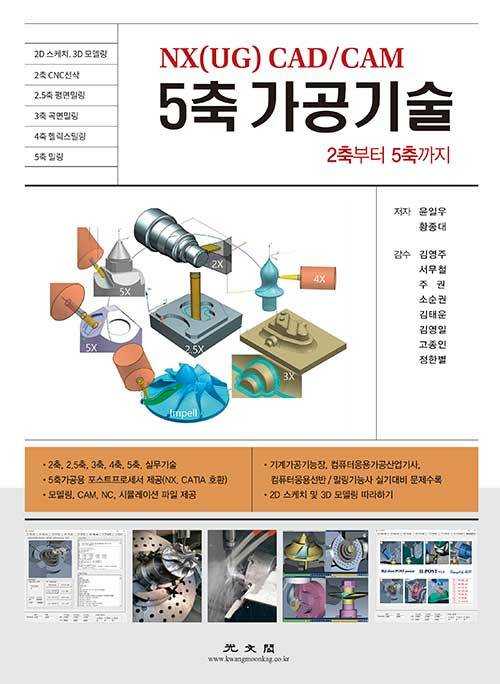 2D 스케치, 3D 모델링
2축 CNC선삭
2.5축 평면밀링
3축 곡면밀링
4축 헬릭스밀링
5축 밀링
NX(UG) CAD/CAM
5축 가공기술
2축부터 5축까지
저자 윤일우
황종대
감수 김영주
서무철
주 권
소순권
김태운
김영일
고종인
정한별
2X
5X
4X
5X
2.5X
3X
Impell
• 2축, 2.5축, 3축, 4축, 5축, 실무기술
• 5축가공용 포스트프로세서 제공(NX, CATIA 호환)
• 모델링, CAM, NC, 시뮬레이션 파일 제공
• 기계가공기능장, 컴퓨터응용가공산업기사,
컴퓨터응용선반/밀링기능사 실기대비 문제수록
• 2D 스케치 및 3D 모델링 따라하기
光文閣
www.kwangmoonkag.co.kr